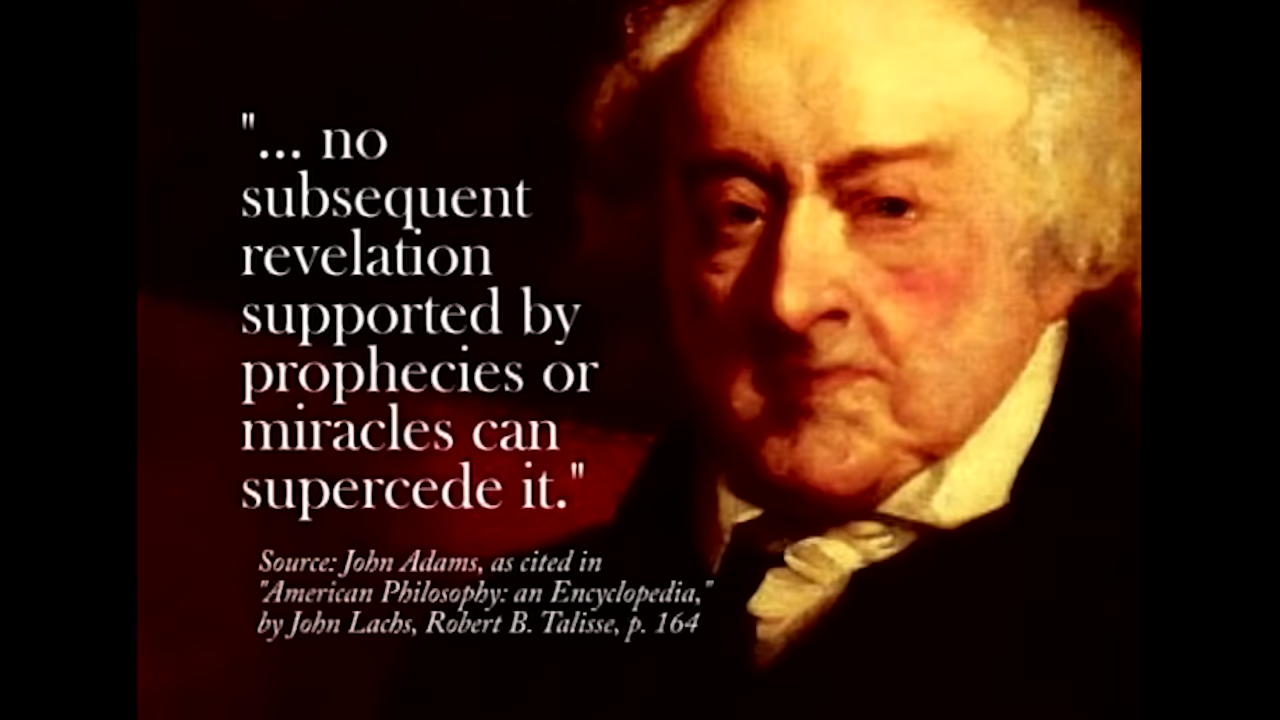 "... no
subsequent
revelation
supported by
prophecies or
miracles can
supercede it."
Source: John Adams, as cited in
"American Philosophy: an Encyclopedia,"
by John Lachs, Robert B. Talisse, p. 164